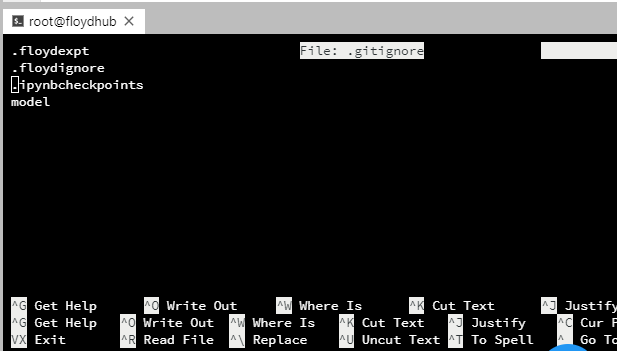 root@floydhub
.floydexpt File: .gitignore
.floydignore
.ipynbcheckpoints
model
^G Get Help ^O Write Out ^W Where Is ^K Cut Text ^J Justify
^G Get Help ^O Write Out ^W Where Is ^K Cut Text ^J Justify ^C Cur
VX Exit ^R Read File ^\ Replace ^U Uncut Text ^T To Spell ^_ Go To